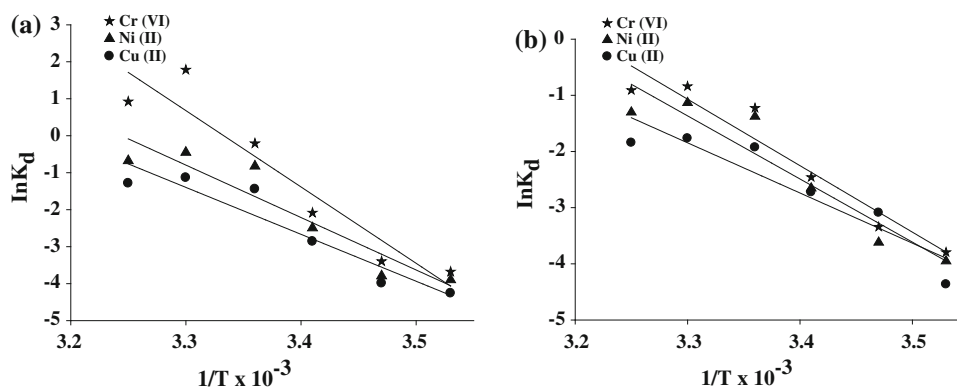 (a)
Cr (VI)
Ni (II)
Cu (II)
3
2
1
0
-1
-2
-3
-4
-5
lnK_d
3.2 3.3 3.4 3.5
1/T x 10^-3
(b)
Cr (VI)
Ni (II)
Cu (II)
0
-1
-2
-3
-4
-5
lnK_d
3.2 3.3 3.4 3.5
1/T x 10^-3